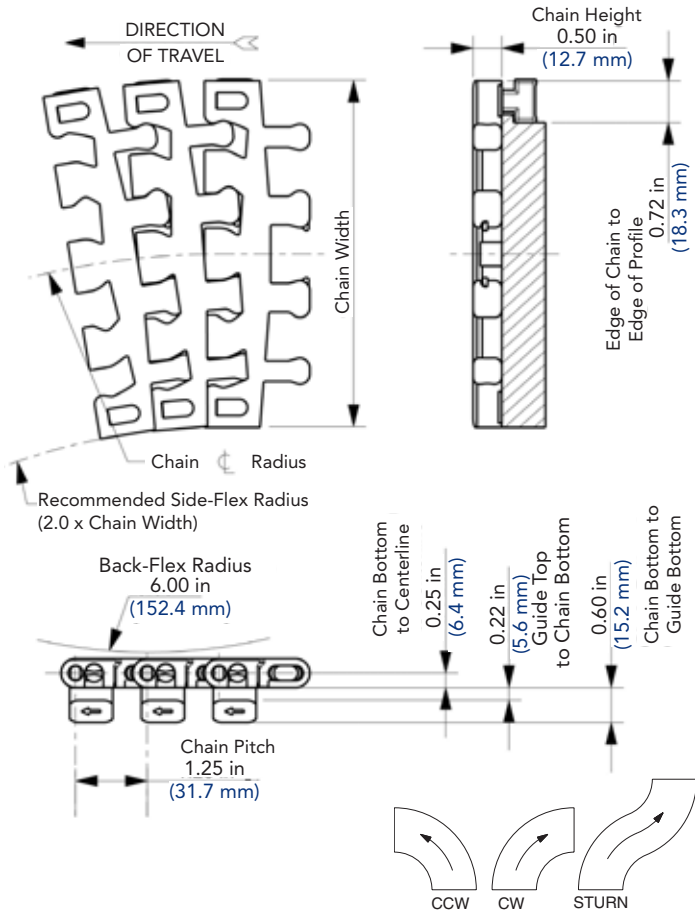 DIRECTION
OF TRAVEL
Chain Height
0.50 in
(12.7 mm)
Chain Width
Edge of Chain to
Edge of Profile
0.72 in
(18.3 mm)
Chain ℄ Radius
Recommended Side-Flex Radius
(2.0 x Chain Width)
Back-Flex Radius
6.00 in
(152.4 mm)
Chain Bottom
to Centerline
0.25 in
(6.4 mm)
0.22 in
(5.6 mm)
Guide Top
to Chain Bottom
0.60 in
(15.2 mm)
Chain Bottom to
Guide Bottom
Chain Pitch
1.25 in
(31.7 mm)
CCW
CW
STURN